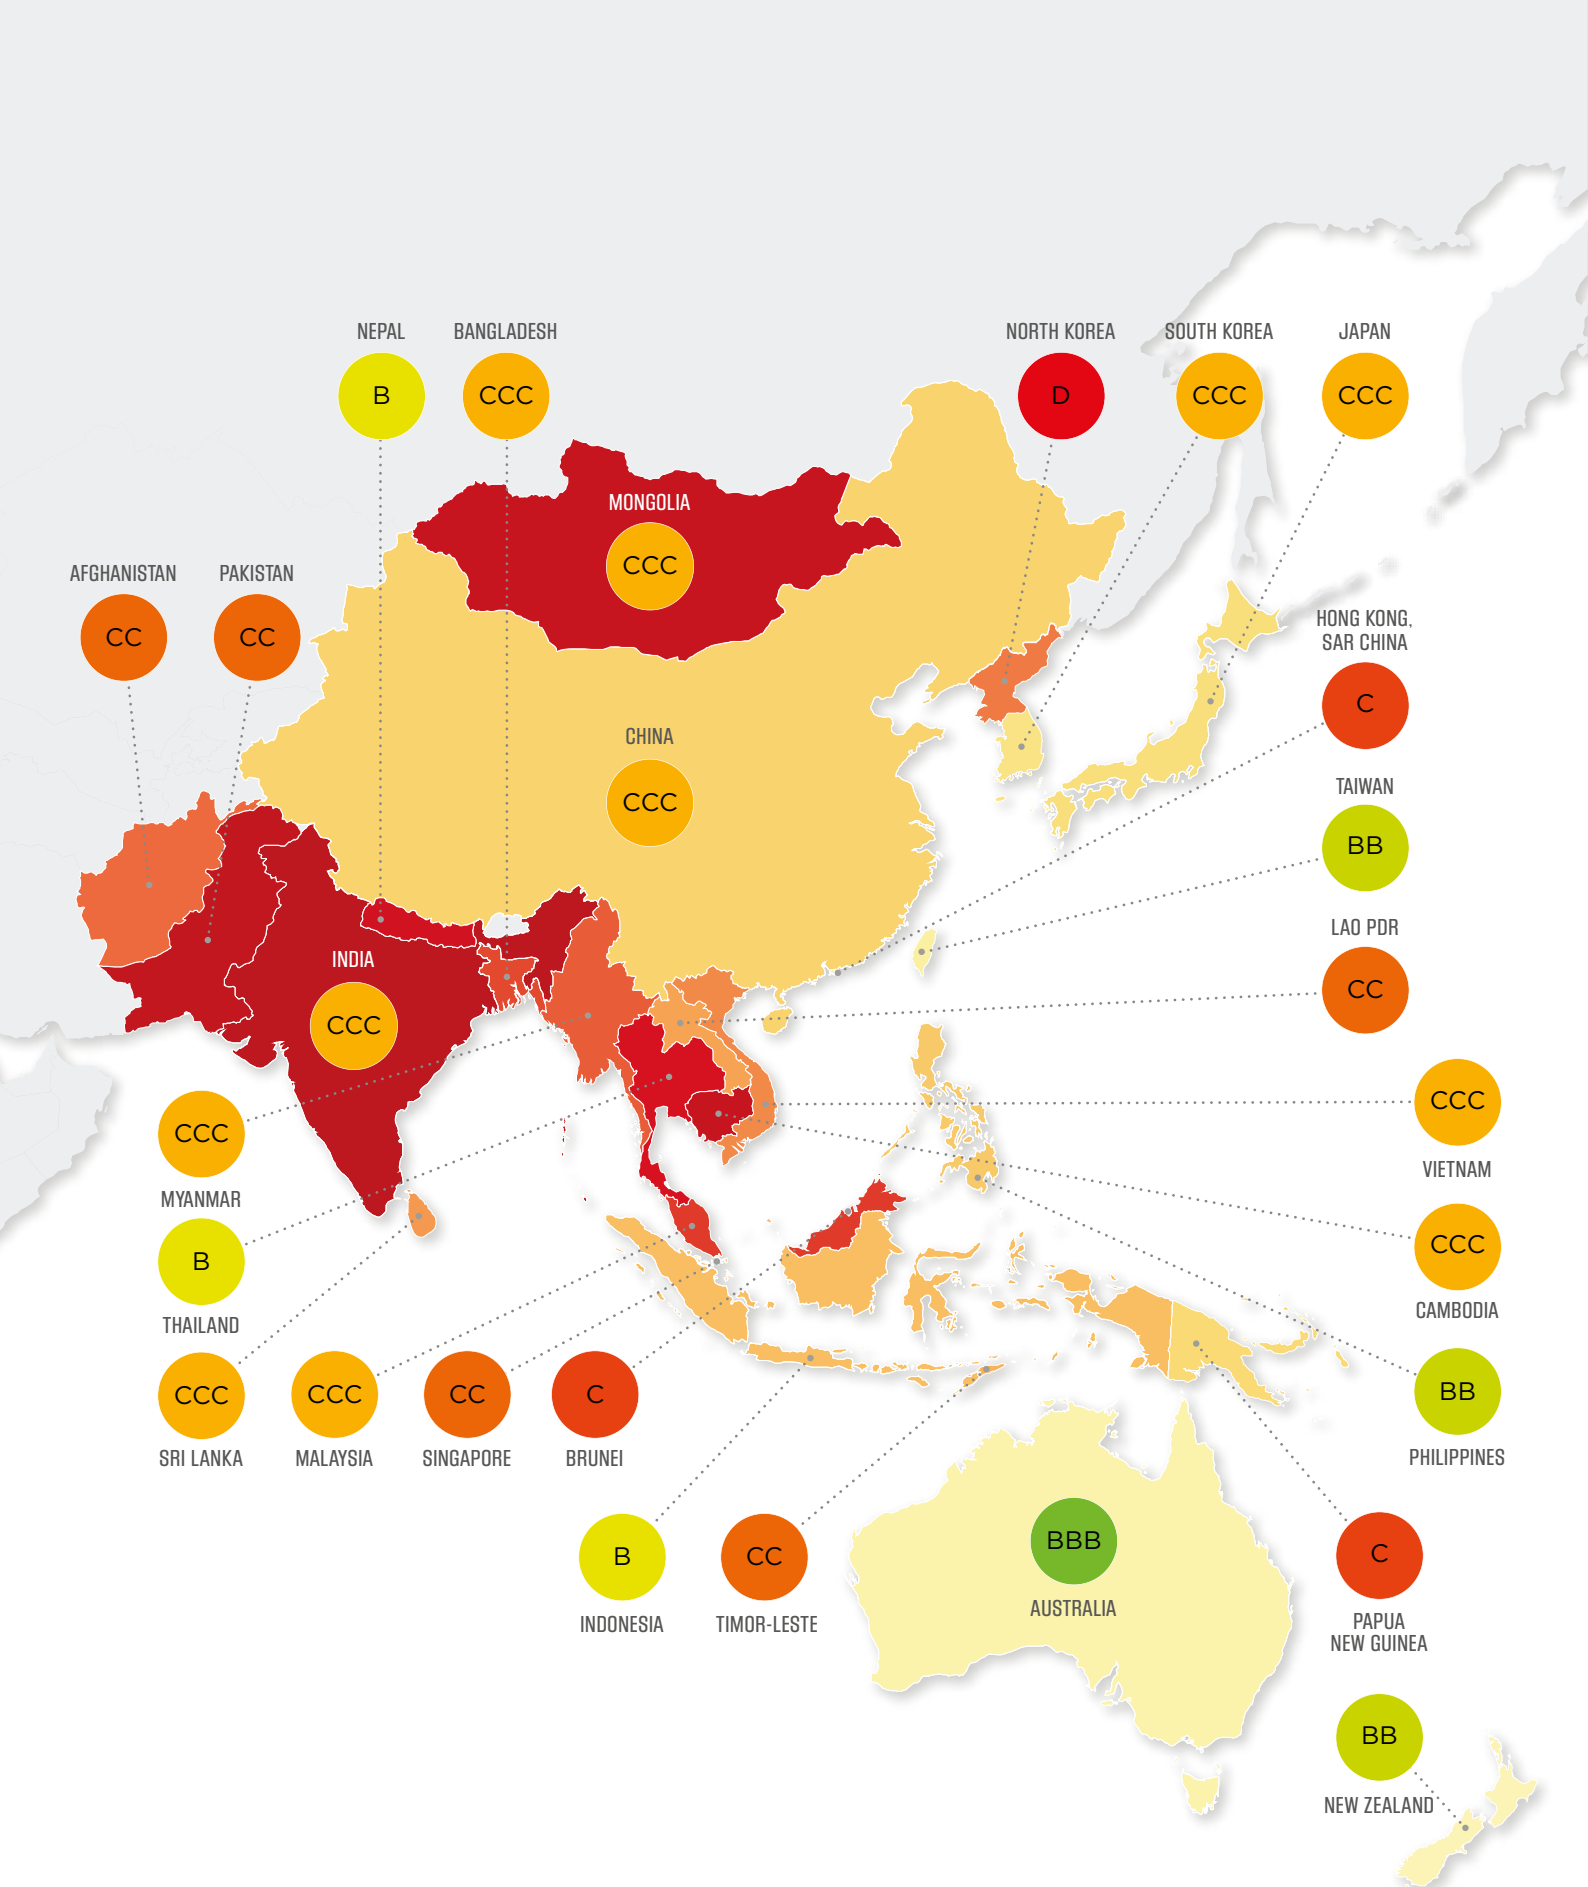 NEPAL
B
BANGLADESH
CCC
NORTH KOREA
D
SOUTH KOREA
CCC
JAPAN
CCC
MONGOLIA
CCC
AFGHANISTAN
CC
PAKISTAN
CC
HONG KONG,
SAR CHINA
C
CHINA
CCC
TAIWAN
BB
LAO PDR
CC
INDIA
CCC
CCC
VIETNAM
CCC
MYANMAR
CCC
CAMBODIA
B
THAILAND
CCC
SRI LANKA
CCC
MALAYSIA
CC
SINGAPORE
C
BRUNEI
BB
PHILIPPINES
B
INDONESIA
CC
TIMOR-LESTE
BBB
AUSTRALIA
C
PAPUA
NEW GUINEA
BB
NEW ZEALAND